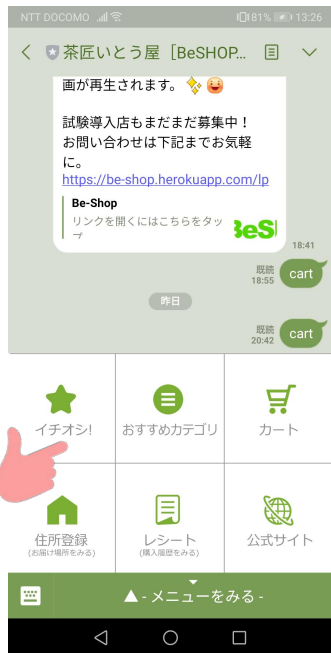 NTT DOCOMO
81% 13:26
茶匠いとう屋［BeSHOP...
画が再生されます。
試験導入店もまだまだ募集中！
お問い合わせは下記までお気軽
に。
https://be-shop.herokuapp.com/lp
Be-Shop
リンクを開くにはこちらをタッ
プ
BeS
18:41
既読
18:55
cart
昨日
既読
20:42
cart
イチオシ!
おすすめカテゴリ
カート
住所登録
(お届け場所をみる)
レシート
(購入履歴をみる)
公式サイト
▲ - メニューをみる -